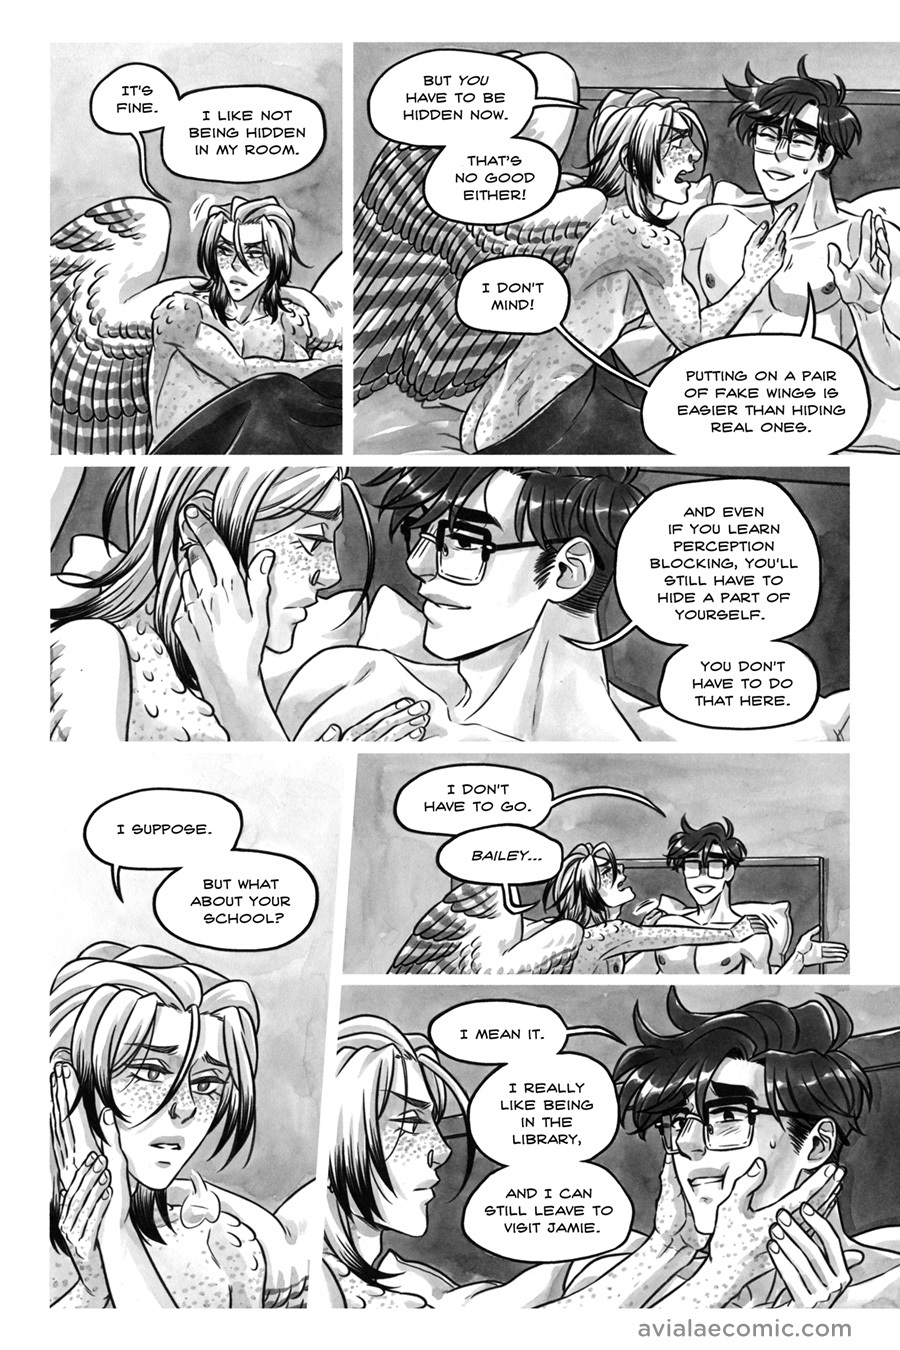 IT'S
FINE.
I LIKE NOT
BEING HIDDEN
IN MY ROOM.
BUT YOU
HAVE TO BE
HIDDEN NOW.
THAT'S
NO GOOD
EITHER!
I DON'T
MIND!
PUTTING ON A PAIR
OF FAKE WINGS IS
EASIER THAN HIDING
REAL ONES.
AND EVEN
IF YOU LEARN
PERCEPTION
BLOCKING, YOU'LL
STILL HAVE TO
HIDE A PART OF
YOURSELF.
YOU DON'T
HAVE TO DO
THAT HERE.
I SUPPOSE.
BUT WHAT
ABOUT YOUR
SCHOOL?
I DON'T
HAVE TO GO.
BAILEY...
I MEAN IT.
I REALLY
LIKE BEING
IN THE
LIBRARY,
AND I CAN
STILL LEAVE TO
VISIT JAMIE.
avialaecomic.com